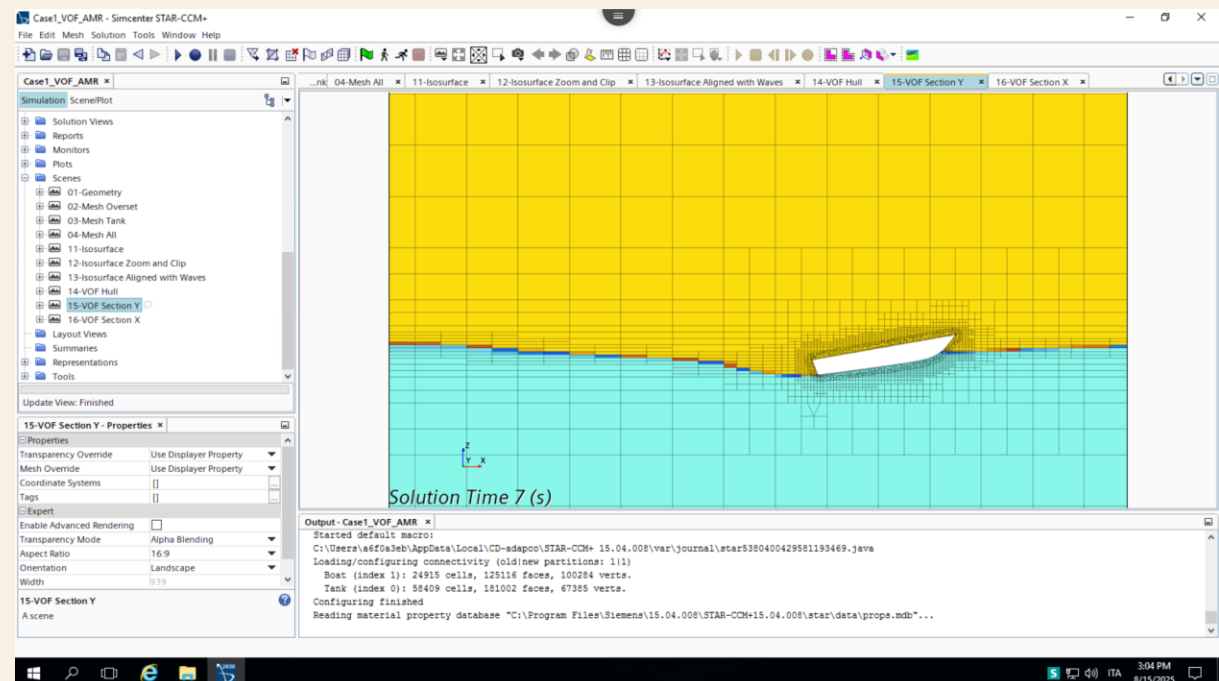 Case1_VOF_AMR - Simcenter STAR-CCM+
File Edit Mesh Solution Tools Window Help
Case1_VOF_AMR ×
...nk 04-Mesh All × 11-Isosurface × 12-Isosurface Zoom and Clip × 13-Isosurface Aligned with Waves × 14-VOF Hull × 15-VOF Section Y × 16-VOF Section X ×
Simulation Scene/Plot
Solution Views
Reports
Monitors
Plots
Scenes
01-Geometry
02-Mesh Overset
03-Mesh Tank
04-Mesh All
11-Isosurface
12-Isosurface Zoom and Clip
13-Isosurface Aligned with Waves
14-VOF Hull
15-VOF Section Y
16-VOF Section X
Layout Views
Summaries
Representations
Tools
Update View: Finished
15-VOF Section Y - Properties ×
Properties
Transparency Override Use Displayer Property
Mesh Override Use Displayer Property
Coordinate Systems []
Tags []
Expert
Enable Advanced Rendering
Transparency Mode Alpha Blending
Aspect Ratio 16:9
Orientation Landscape
Width 939
15-VOF Section Y
A scene
Z
Y X
Solution Time 7 (s)
Output - Case1_VOF_AMR ×
Started default macro:
C:\Users\a6f0a3eb\AppData\Local\CD-adapco\STAR-CCM+ 15.04.008\var\journal\star5380400429581193469.java
Loading/configuring connectivity (old|new partitions: 1|1)
Boat (index 1): 24915 cells, 125116 faces, 100284 verts.
Tank (index 0): 58409 cells, 181002 faces, 67385 verts.
Configuring finished
Reading material property database "C:\Program Files\Siemens\15.04.008\STAR-CCM+15.04.008\star\data\props.mdb"...
ITA
3:04 PM
8/15/2025